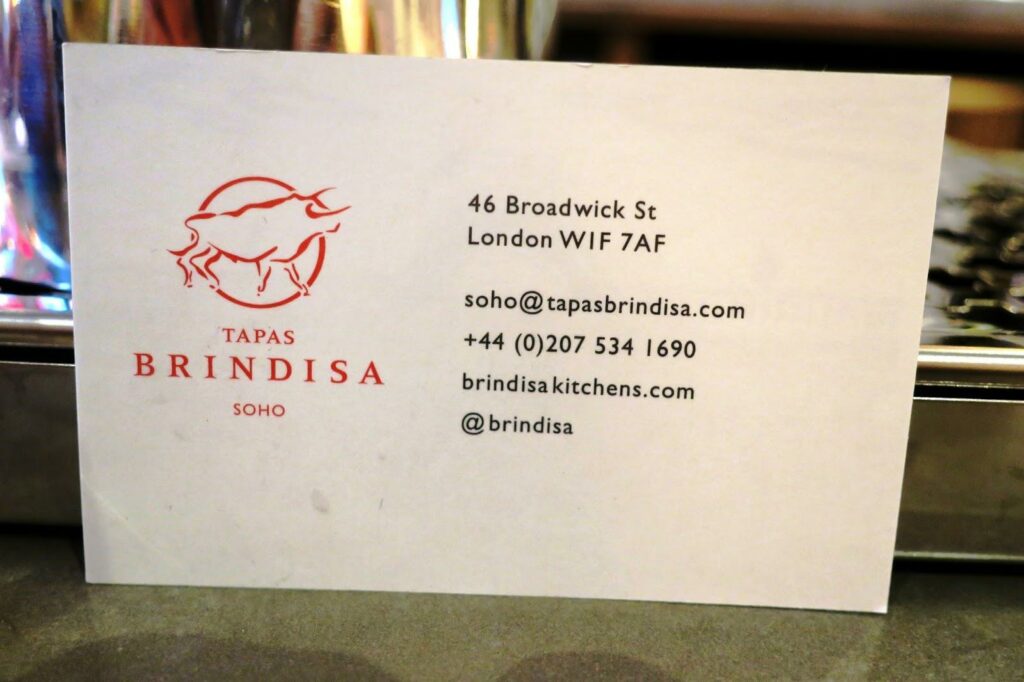 TAPAS
BRINDISA
SOHO
46 Broadwick St
London W1F 7AF
soho@tapasbrindisa.com
+44 (0)207 534 1690
brindisakitchens.com
@brindisa